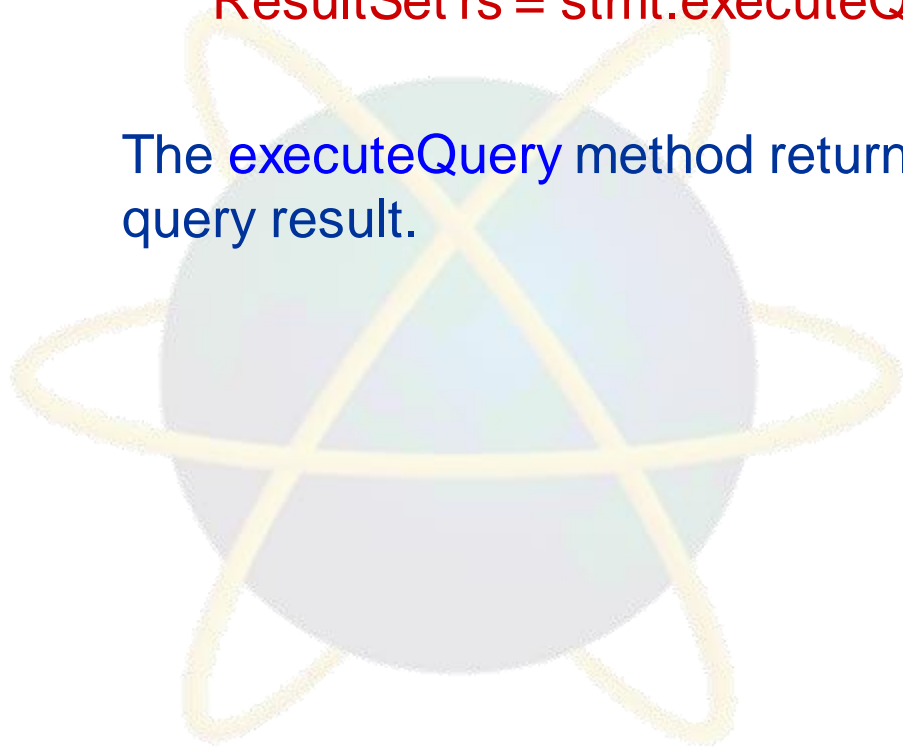 ResultSet rs = stmt.executeQ
The executeQuery method return
query result.